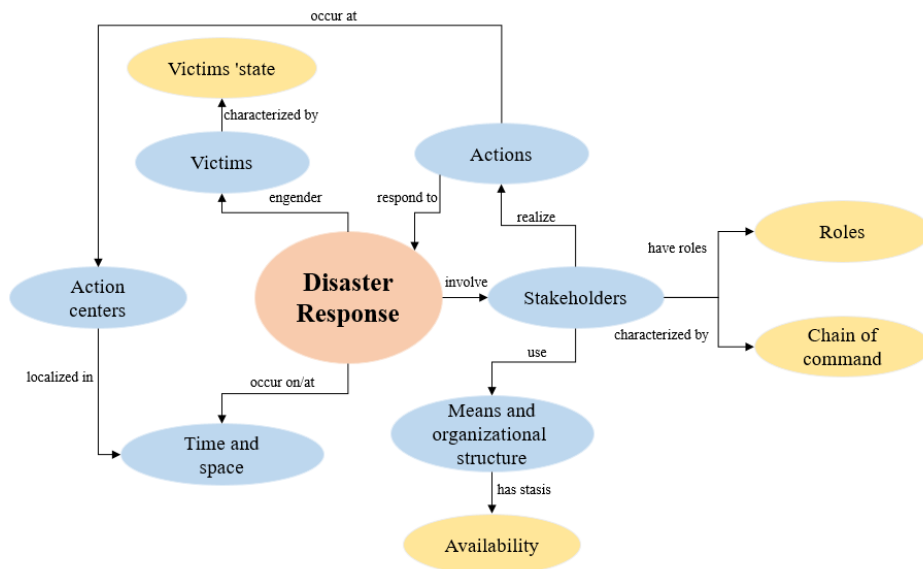 occur at
Victims 'state
characterized by
Victims
Actions
engender
respond to
realize
Roles
have roles
Disaster
Response
involve
Stakeholders
Action
centers
characterized by
Chain of
command
localized in
occur on/at
use
Time and
space
Means and
organizational
structure
has stasis
Availability